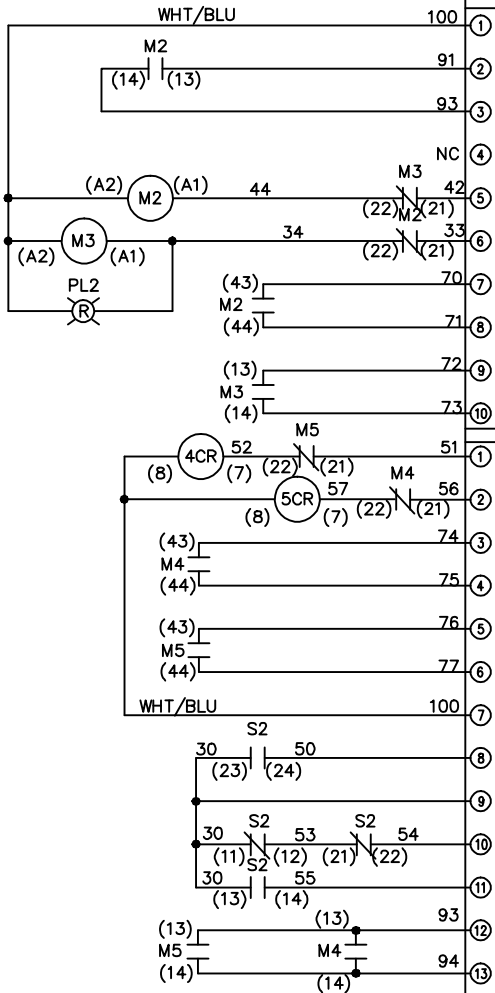 WHT/BLU 100 1
M2 91 2
(14) (13)
93 3
NC 4
M3
(A2) M2 (A1) 44 42 5
(22) (21)
M2
(A2) M3 (A1) 34 33 6
(22) (21)
PL2
R
(43) 70 7
M2
(44) 71 8
(13) 72 9
M3
(14) 73 10
M5
4CR 52 51 1
(8) (7) (22) (21)
M4
5CR 57 56 2
(8) (7) (22) (21)
(43) 74 3
M4
(44) 75 4
(43) 76 5
M5
(44) 77 6
WHT/BLU 100 7
S2
30 50 8
(23) (24)
9
S2 S2
30 53 54 10
(11) (12) (21) (22)
S2
30 55 11
(13) (14)
(13) (13) 93 12
M5 M4
(14) (14) 94 13